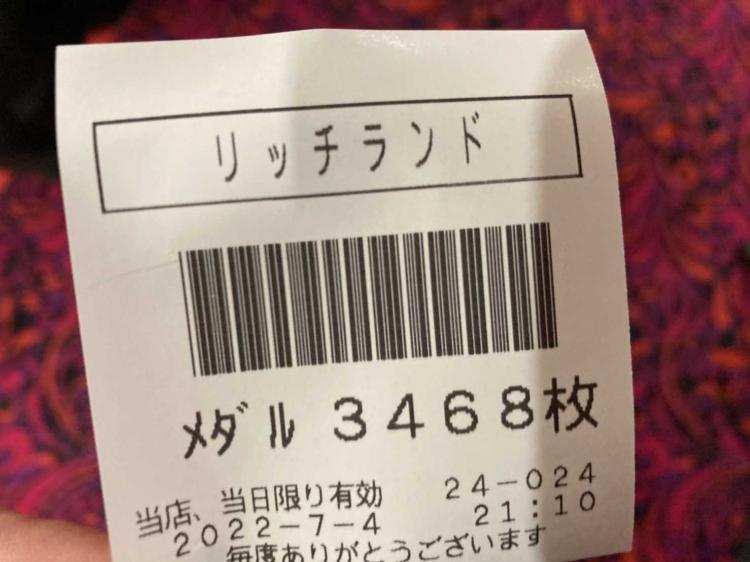 リッチランド
メダル 3468枚
当店、当日限り有効 24-024
2022-7-4 21:10
毎度ありがとうございます